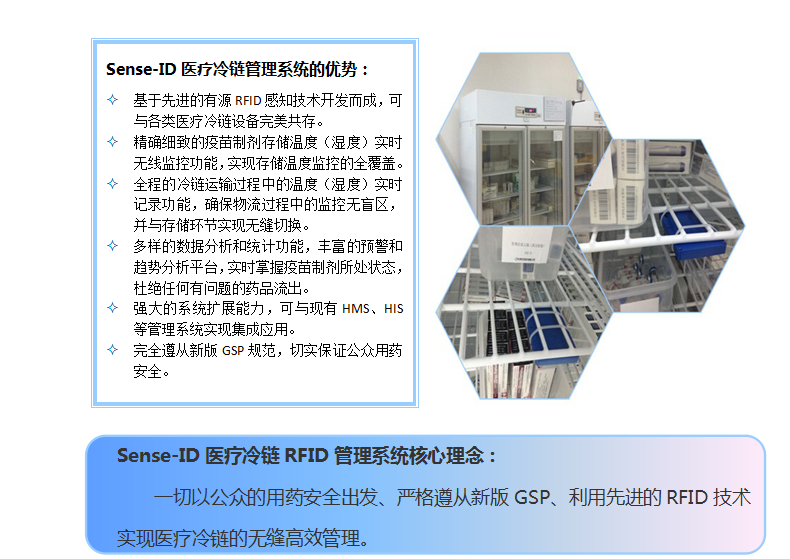 Sense-ID 医疗冷链管理系统的优势：
基于先进的有源 RFID 感知技术开发而成，可
与各类医疗冷链设备完美共存。
精确细致的疫苗制剂存储温度（湿度）实时
无线监控功能，实现存储温度监控的全覆盖。
全程的冷链运输过程中的温度（湿度）实时
记录功能，确保物流过程中的监控无盲区，
并与存储环节实现无缝切换。
多样的数据分析和统计功能，丰富的预警和
趋势分析平台，实时掌握疫苗制剂所处状态，
杜绝任何有问题的药品流出。
强大的系统扩展能力，可与现有 HMS、HIS
等管理系统实现集成应用。
完全遵从新版 GSP 规范，切实保证公众用药
安全。
Sense-ID 医疗冷链 RFID 管理系统核心理念：
一切以公众的用药安全出发、严格遵从新版 GSP、利用先进的 RFID 技术
实现医疗冷链的无缝高效管理。